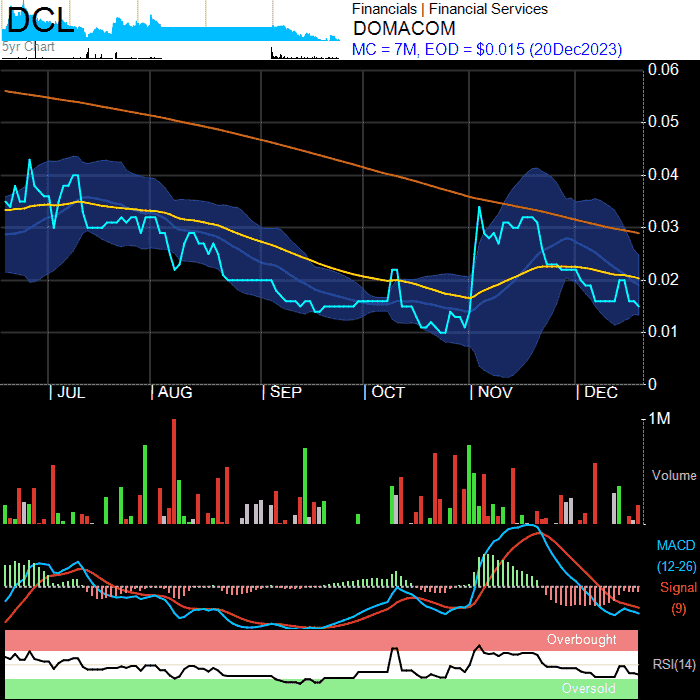 DCL
5yr Chart
Financials | Financial Services
DOMACOM
MC = 7M, EOD = $0.015 (20Dec2023)
0.06
0.05
0.04
0.03
0.02
0.01
0
| JUL | AUG | SEP | OCT | NOV | DEC
1M
Volume
MACD
(12-26)
Signal
(9)
Overbought
RSI(14)
Oversold